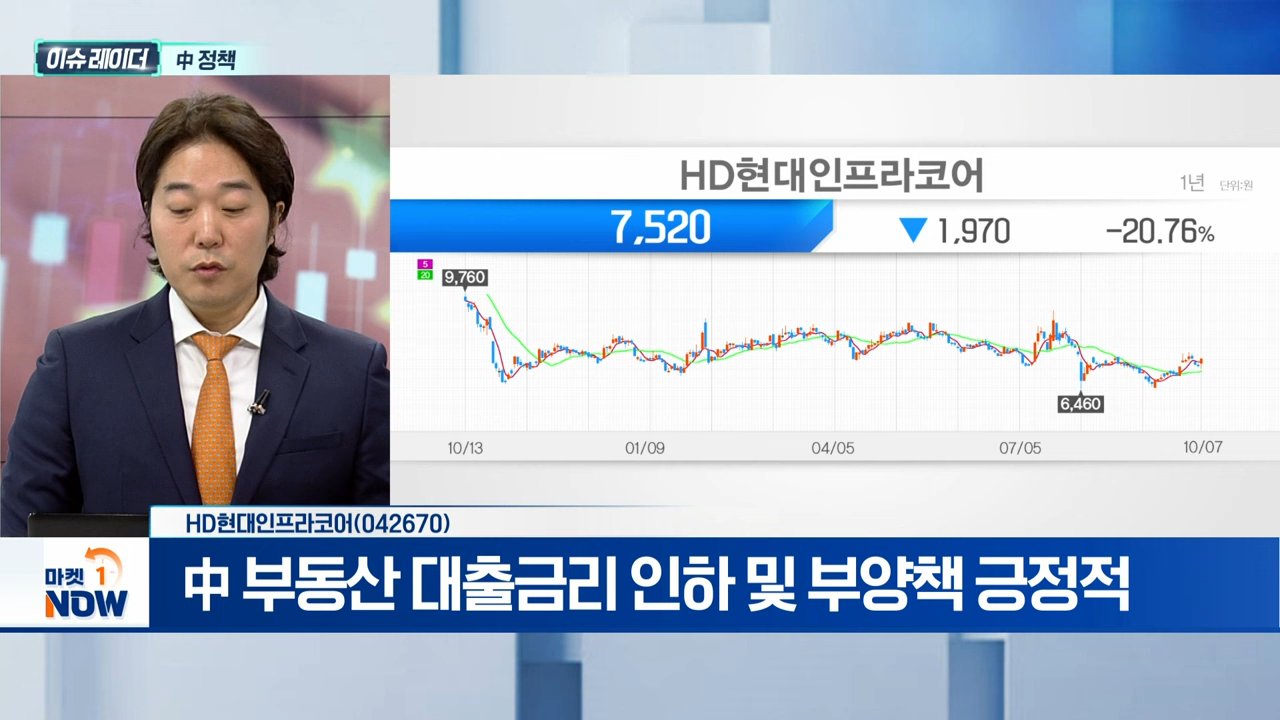 이슈 레이더 中 정책
HD현대인프라코어
1년 단위:원
7,520 ▼ 1,970 -20.76%
5
20
9,760
6,460
10/13 01/09 04/05 07/05 10/07
HD현대인프라코어(042670)
마켓 1
NOW
中 부동산 대출금리 인하 및 부양책 긍정적